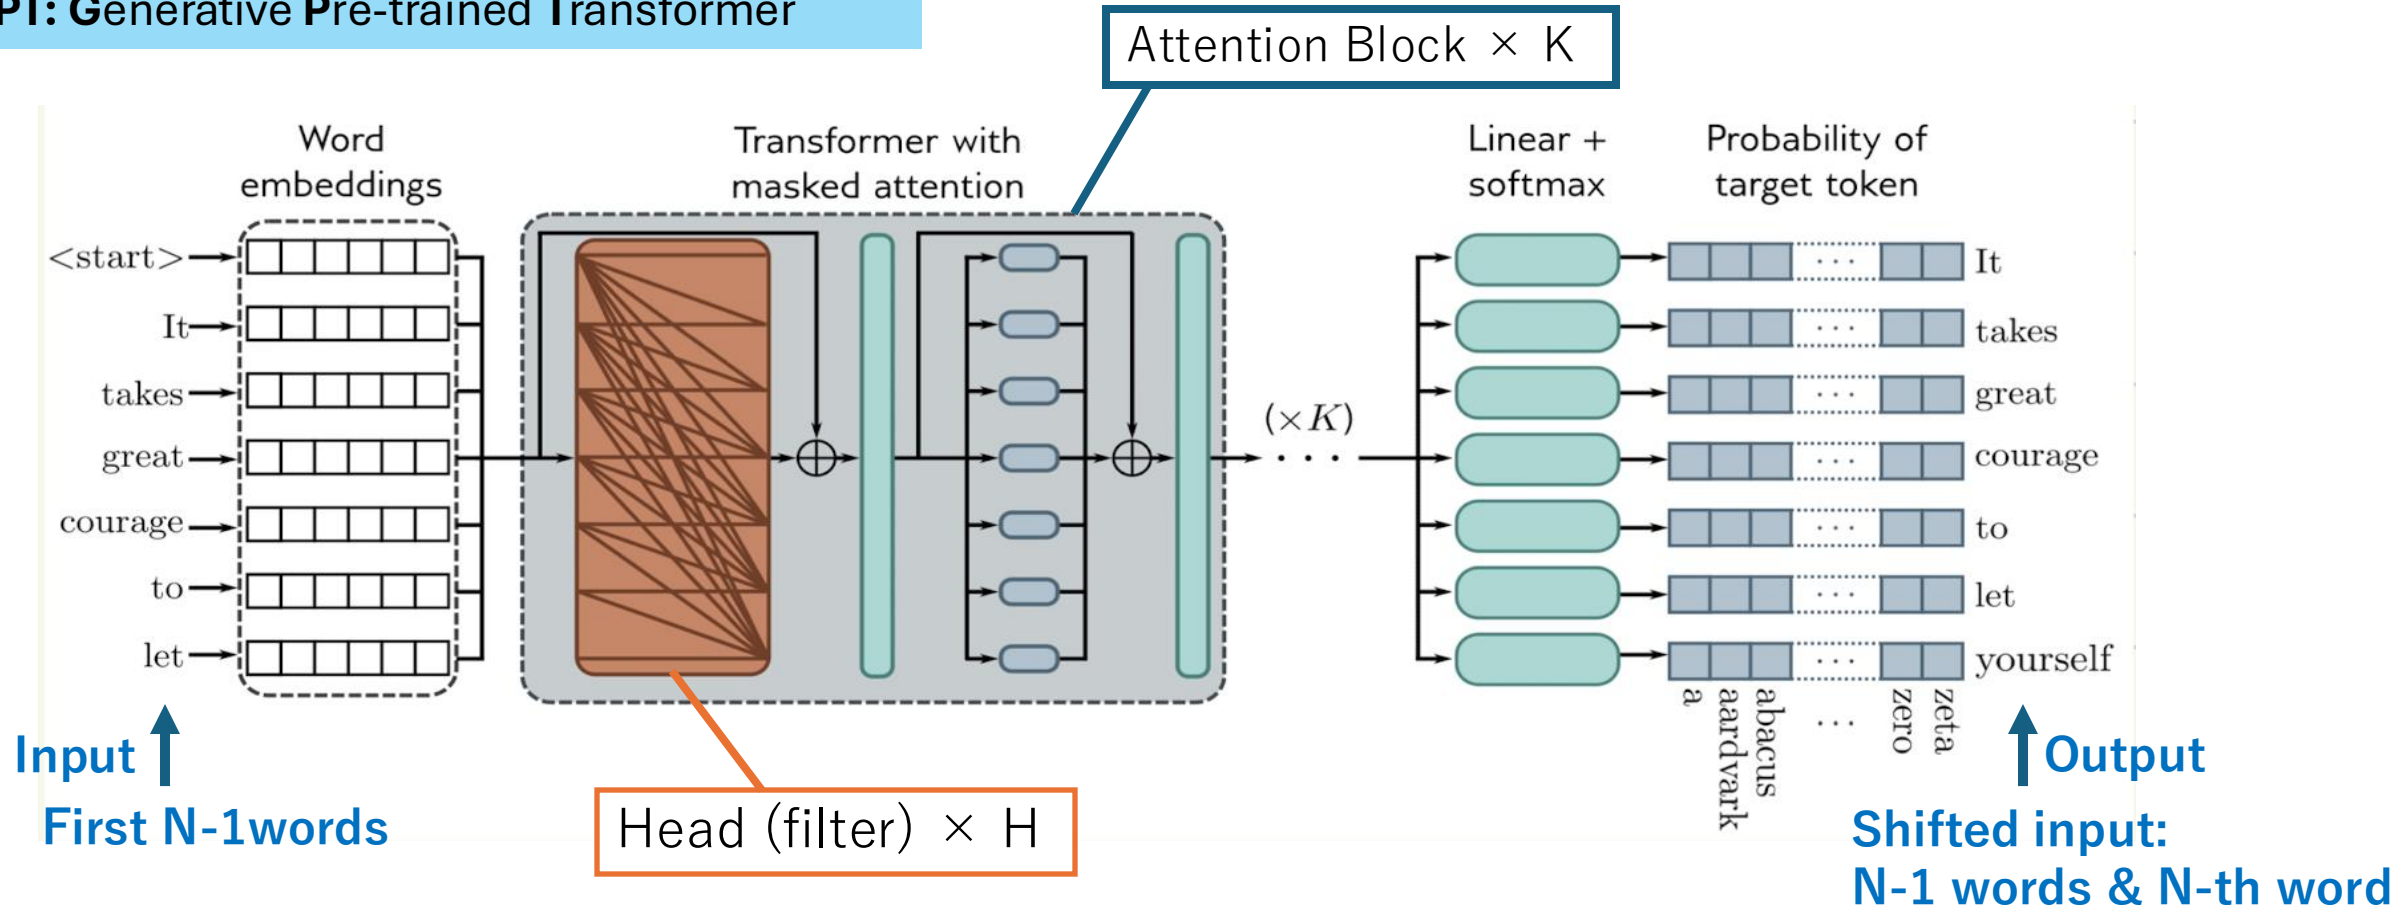 PT: Generative Pre-trained Transformer
Attention Block × K
Word
embeddings
Transformer with
masked attention
Linear +
softmax
Probability of
target token
<start>
It
takes
great
courage
to
let
(×K)
· · ·
It
takes
great
courage
to
let
yourself
a
aardvark
abacus
...
zero
zeta
Input
First N-1words
Head (filter) × H
Output
Shifted input:
N-1 words & N-th word